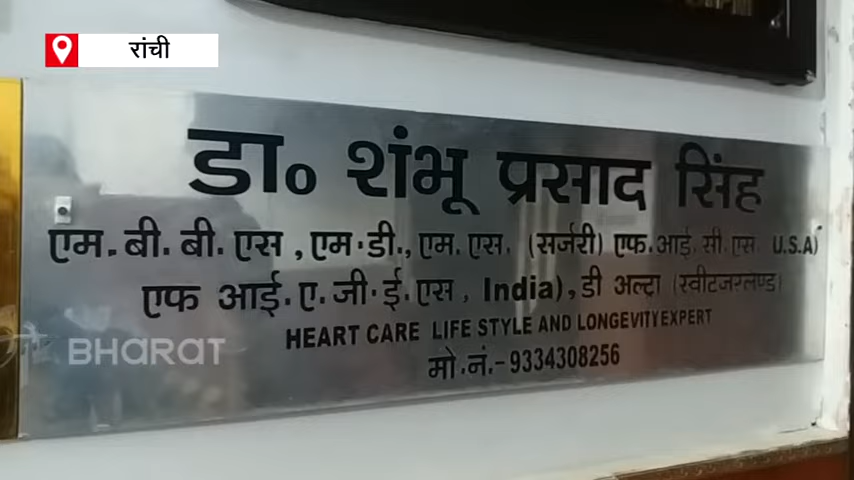 रांची
डा० शंभू प्रसाद सिंह
एम.बी.बी.एस,एम.डी.,एम.एस. (सर्जरी) एफ.आई.सी.एस. U.S.A)
एफ आई.ए.जी.ई.एस, India),डी अल्ट्रा (स्वीटजरलैण्ड)
HEART CARE LIFE STYLE AND LONGEVITY EXPERT
मो.नं.-9334308256
BHARAT